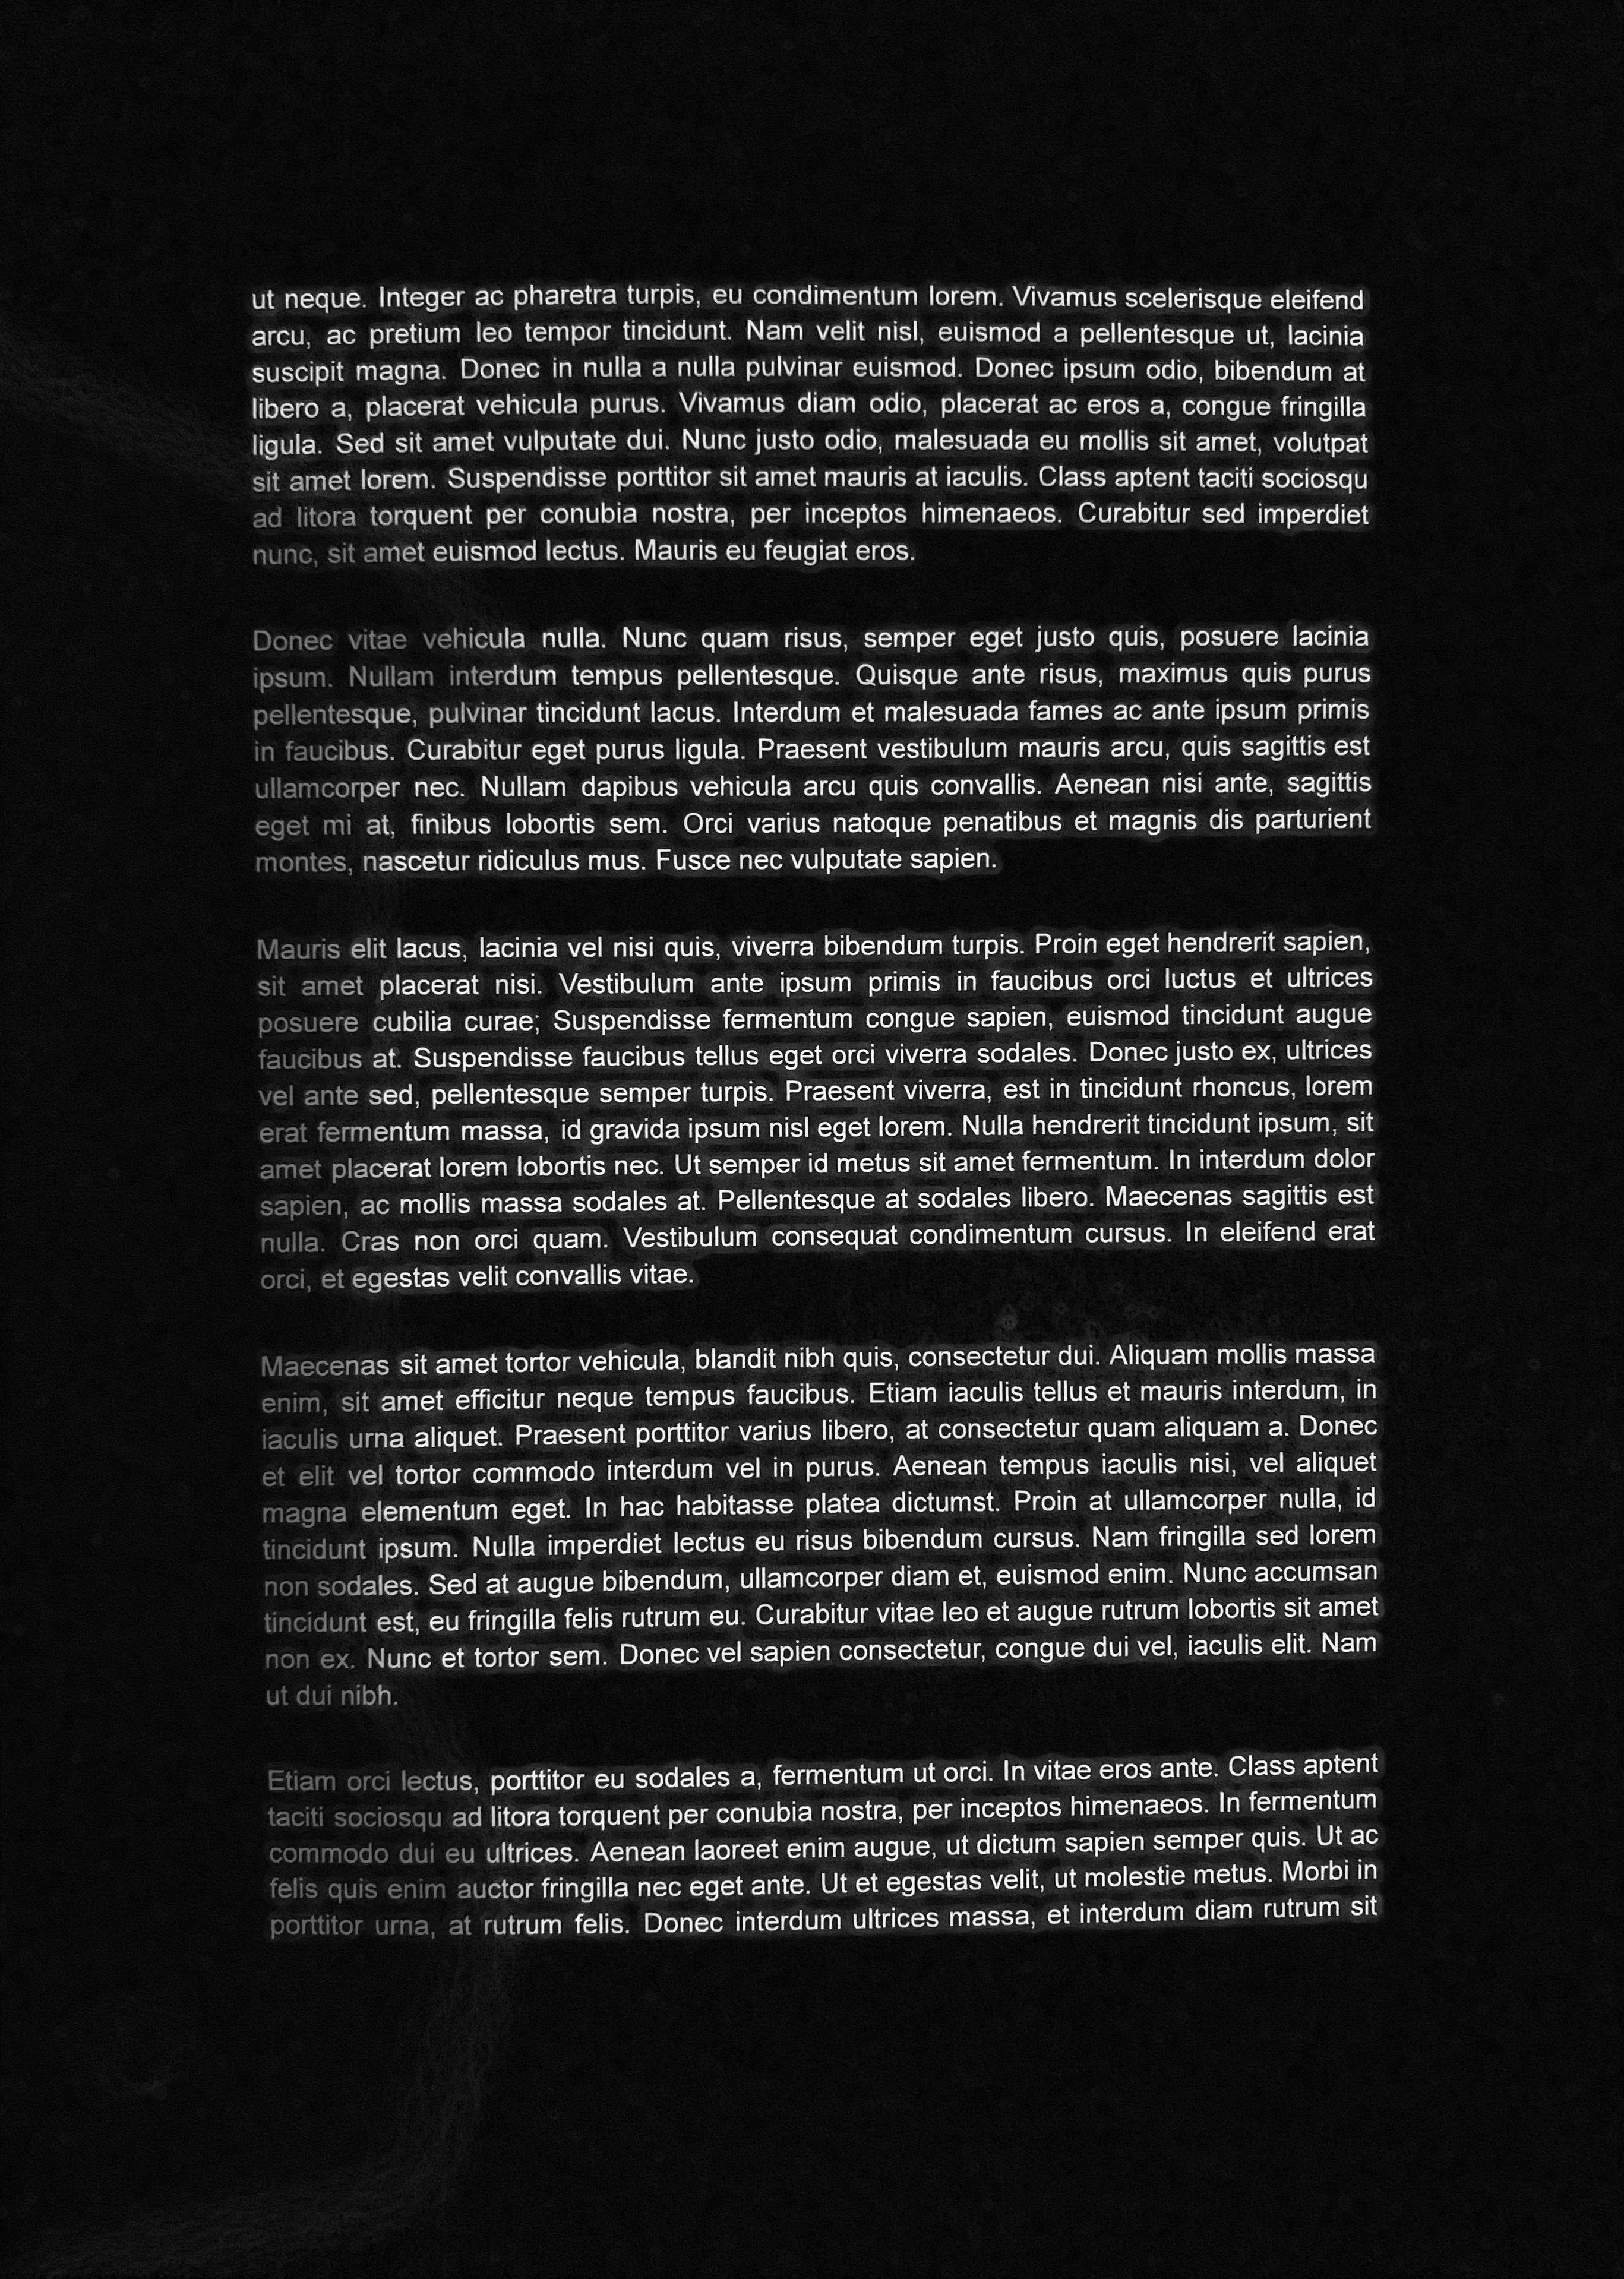 ut neque. Integer ac pharetra turpis, eu condimentum lorem. Vivamus scelerisque eleifend
arcu, ac pretium leo tempor tincidunt. Nam velit nisl, euismod a pellentesque ut, lacinia
suscipit magna. Donec in nulla a nulla pulvinar euismod. Donec ipsum odio, bibendum at
libero a, placerat vehicula purus. Vivamus diam odio, placerat ac eros a, congue fringilla
ligula. Sed sit amet vulputate dui. Nunc justo odio, malesuada eu mollis sit amet, volutpat
sit amet lorem. Suspendisse porttitor sit amet mauris at iaculis. Class aptent taciti sociosqu
ad litora torquent per conubia nostra, per inceptos himenaeos. Curabitur sed imperdiet
nunc, sit amet euismod lectus. Mauris eu feugiat eros.
Donec vitae vehicula nulla. Nunc quam risus, semper eget justo quis, posuere lacinia
ipsum. Nullam interdum tempus pellentesque. Quisque ante risus, maximus quis purus
pellentesque, pulvinar tincidunt lacus. Interdum et malesuada fames ac ante ipsum primis
in faucibus. Curabitur eget purus ligula. Praesent vestibulum mauris arcu, quis sagittis est
ullamcorper nec. Nullam dapibus vehicula arcu quis convallis. Aenean nisi ante, sagittis
eget mi at, finibus lobortis sem. Orci varius natoque penatibus et magnis dis parturient
montes, nascetur ridiculus mus. Fusce nec vulputate sapien.
Mauris elit lacus, lacinia vel nisi quis, viverra bibendum turpis. Proin eget hendrerit sapien,
sit amet placerat nisi. Vestibulum ante ipsum primis in faucibus orci luctus et ultrices
posuere cubilia curae; Suspendisse fermentum congue sapien, euismod tincidunt augue
faucibus at. Suspendisse faucibus tellus eget orci viverra sodales. Donec justo ex, ultrices
vel ante sed, pellentesque semper turpis. Praesent viverra, est in tincidunt rhoncus, lorem
erat fermentum massa, id gravida ipsum nisl eget lorem. Nulla hendrerit tincidunt ipsum, sit
amet placerat lorem lobortis nec. Ut semper id metus sit amet fermentum. In interdum dolor
sapien, ac mollis massa sodales at. Pellentesque at sodales libero. Maecenas sagittis est
nulla. Cras non orci quam. Vestibulum consequat condimentum cursus. In eleifend erat
orci, et egestas velit convallis vitae.
Maecenas sit amet tortor vehicula, blandit nibh quis, consectetur dui. Aliquam mollis massa
enim, sit amet efficitur neque tempus faucibus. Etiam iaculis tellus et mauris interdum, in
iaculis urna aliquet. Praesent porttitor varius libero, at consectetur quam aliquam a. Donec
et elit vel tortor commodo interdum vel in purus. Aenean tempus iaculis nisi, vel aliquet
magna elementum eget. In hac habitasse platea dictumst. Proin at ullamcorper nulla, id
tincidunt ipsum. Nulla imperdiet lectus eu risus bibendum cursus. Nam fringilla sed lorem
non sodales. Sed at augue bibendum, ullamcorper diam et, euismod enim. Nunc accumsan
tincidunt est, eu fringilla felis rutrum eu. Curabitur vitae leo et augue rutrum lobortis sit amet
non ex. Nunc et tortor sem. Donec vel sapien consectetur, congue dui vel, iaculis elit. Nam
ut dui nibh.
Etiam orci lectus, porttitor eu sodales a, fermentum ut orci. In vitae eros ante. Class aptent
taciti sociosqu ad litora torquent per conubia nostra, per inceptos himenaeos. In fermentum
commodo dui eu ultrices. Aenean laoreet enim augue, ut dictum sapien semper quis. Ut ac
felis quis enim auctor fringilla nec eget ante. Ut et egestas velit, ut molestie metus. Morbi in
porttitor urna, at rutrum felis. Donec interdum ultrices massa, et interdum diam rutrum sit